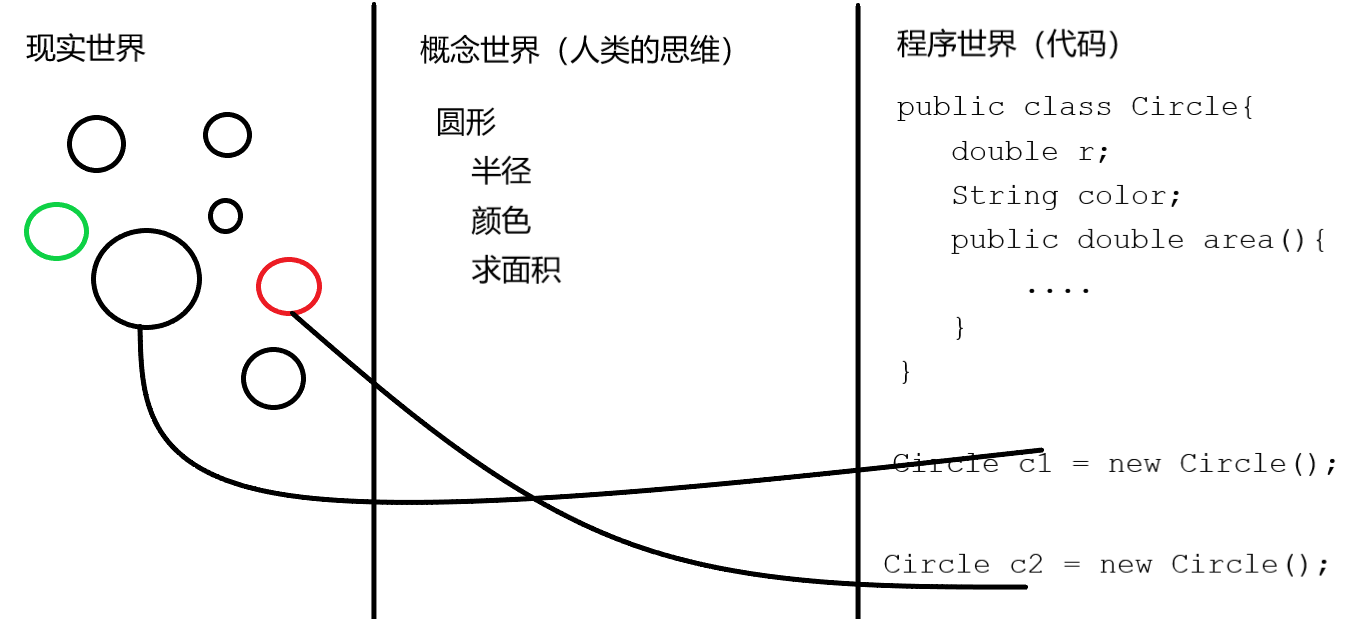 现实世界
概念世界（人类的思维）
圆形
半径
颜色
求面积
程序世界（代码）
public class Circle{
double r;
String color;
public double area(){
....
}
}
Circle c1 = new Circle();
Circle c2 = new Circle();